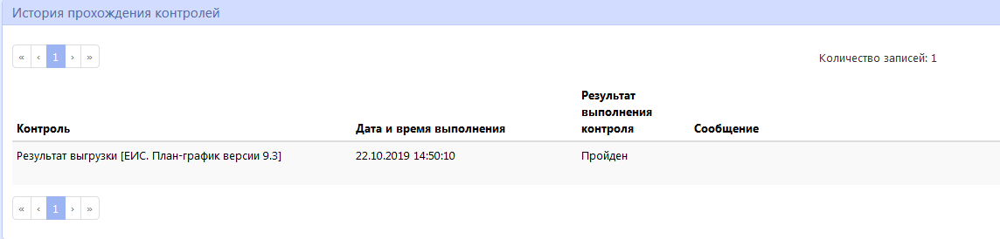 История прохождения контролей
« ‹ 1 › »
Количество записей: 1
Контроль
Дата и время выполнения
Результат
выполнения
контроля
Сообщение
Результат выгрузки [ЕИС. План-график версии 9.3]
22.10.2019 14:50:10
Пройден
« ‹ 1 › »